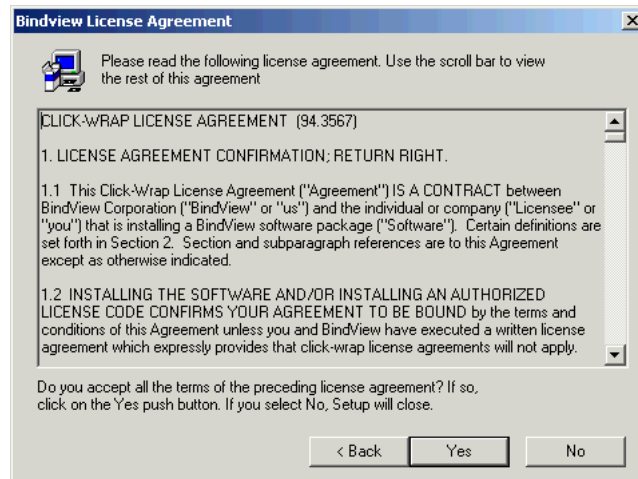 Bindview License Agreement
Please read the following license agreement. Use the scroll bar to view
the rest of this agreement
CLICK-WRAP LICENSE AGREEMENT (94.3567)
1. LICENSE AGREEMENT CONFIRMATION; RETURN RIGHT.
1.1 This Click-Wrap License Agreement ("Agreement") IS A CONTRACT between
BindView Corporation ("BindView" or "us") and the individual or company ("Licensee" or
"you") that is installing a BindView software package ("Software"). Certain definitions are
set forth in Section 2. Section and subparagraph references are to this Agreement
except as otherwise indicated.
1.2 INSTALLING THE SOFTWARE AND/OR INSTALLING AN AUTHORIZED
LICENSE CODE CONFIRMS YOUR AGREEMENT TO BE BOUND by the terms and
conditions of this Agreement unless you and BindView have executed a written license
agreement which expressly provides that click-wrap license agreements will not apply.
Do you accept all the terms of the preceding license agreement? If so,
click on the Yes push button. If you select No, Setup will close.
< Back Yes No